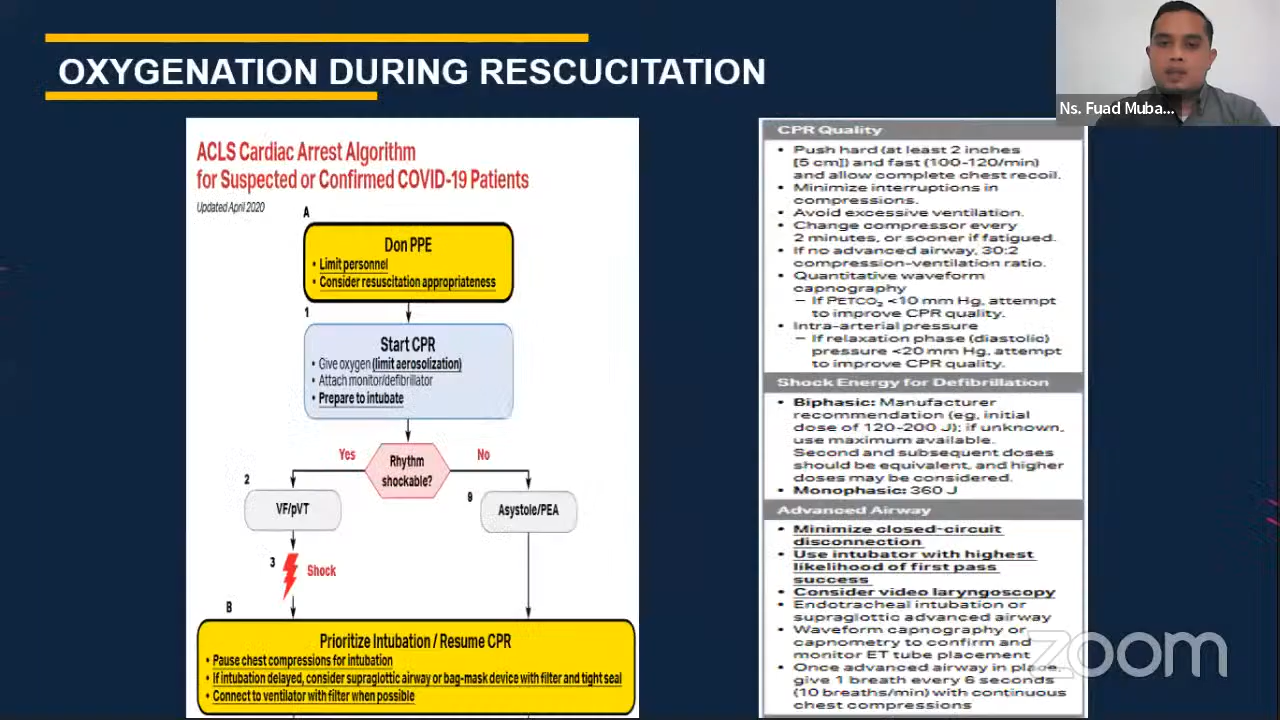 OXYGENATION DURING RESCUCITATION
Ns. Fuad Muba...
ACLS Cardiac Arrest Algorithm
for Suspected or Confirmed COVID-19 Patients
Updated April 2020
A
Don PPE
• Limit personnel
• Consider resuscitation appropriateness
1
Start CPR
• Give oxygen (limit aerosolization)
• Attach monitor/defibrillator
• Prepare to intubate
Yes
Rhythm
shockable?
No
2
VF/pVT
9
Asystole/PEA
3
Shock
B
Prioritize Intubation / Resume CPR
• Pause chest compressions for intubation
• If intubation delayed, consider supraglottic airway or bag-mask device with filter and tight seal
• Connect to ventilator with filter when possible
CPR Quality
• Push hard (at least 2 inches
[5 cm]) and fast (100-120/min)
and allow complete chest recoil.
• Minimize interruptions in
compressions.
• Avoid excessive ventilation.
• Change compressor every
2 minutes, or sooner if fatigued.
• If no advanced airway, 30:2
compression-ventilation ratio.
• Quantitative waveform
capnography
– If PETCO₂ <10 mm Hg, attempt
to improve CPR quality.
• Intra-arterial pressure
– If relaxation phase (diastolic)
pressure <20 mm Hg, attempt
to improve CPR quality.
Shock Energy for Defibrillation
• Biphasic: Manufacturer
recommendation (eg, initial
dose of 120-200 J); if unknown,
use maximum available.
Second and subsequent doses
should be equivalent, and higher
doses may be considered.
• Monophasic: 360 J
Advanced Airway
• Minimize closed-circuit
disconnection
• Use intubator with highest
likelihood of first pass
success
• Consider video laryngoscopy
• Endotracheal intubation or
supraglottic advanced airway
• Waveform capnography or
capnometry to confirm and
monitor ET tube placement
• Once advanced airway in place,
give 1 breath every 6 seconds
(10 breaths/min) with continuous
chest compressions
zoom